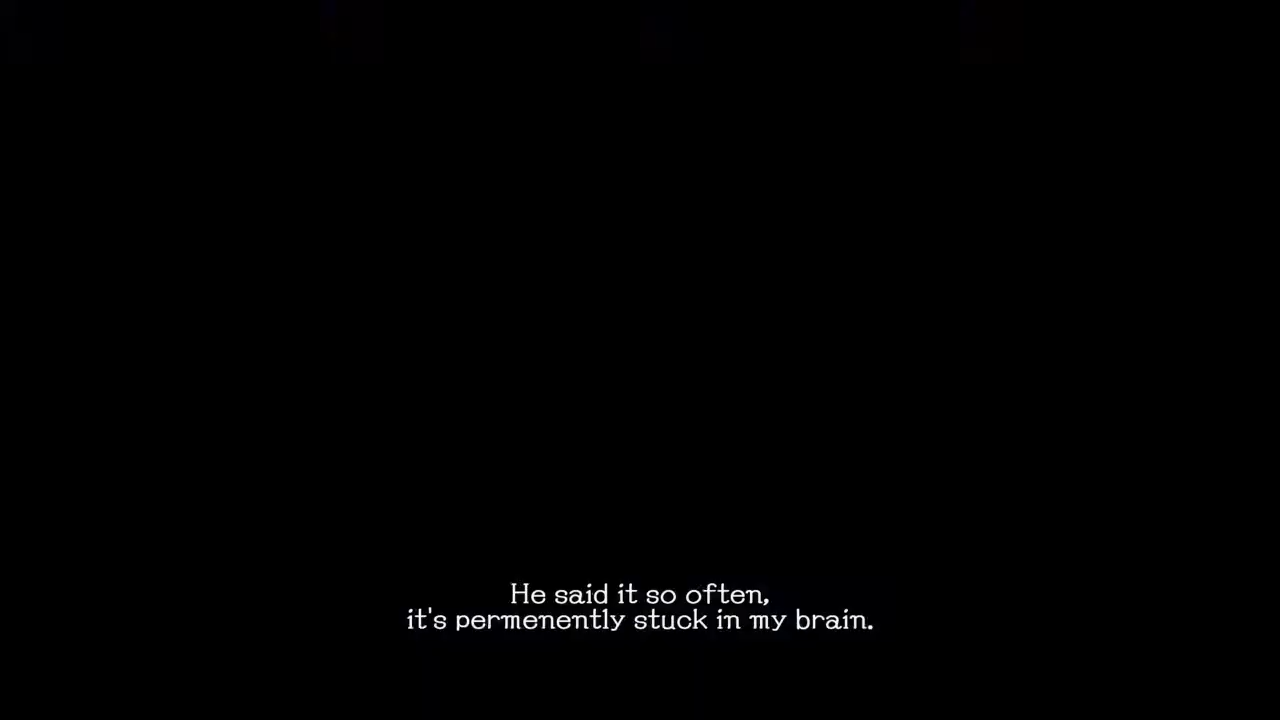 He said it so often,
it's permenently stuck in my brain.